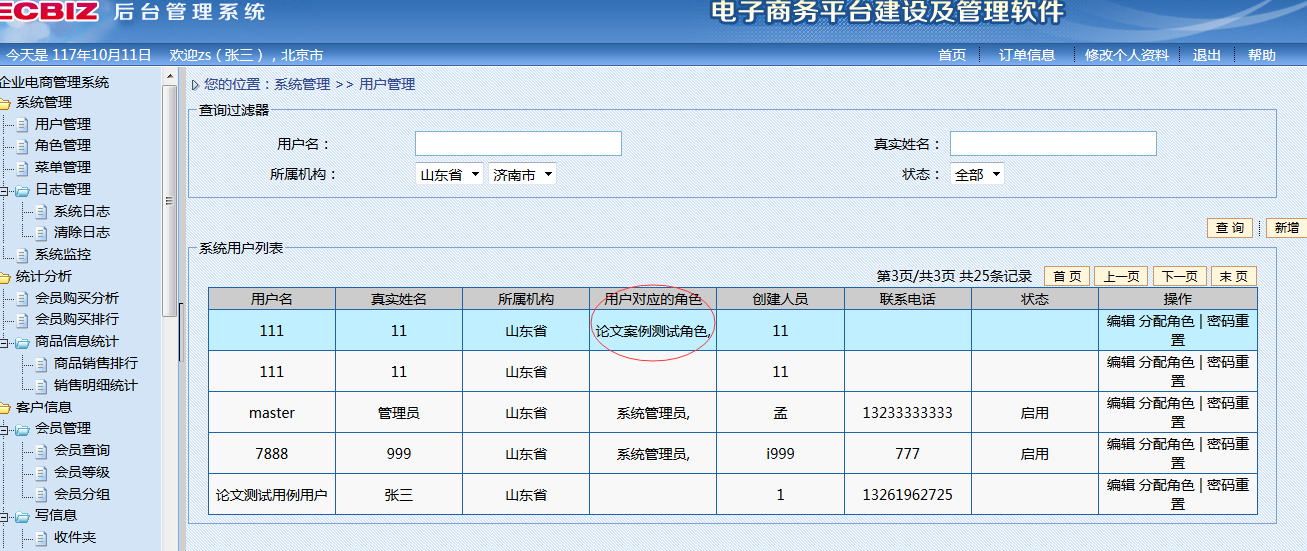 ECBIZ 后台管理系统
电子商务平台建设及管理软件
今天是 117年10月11日 欢迎zs（张三），北京市
首页 订单信息 修改个人资料 退出 帮助
企业电商管理系统
系统管理
用户管理
角色管理
菜单管理
日志管理
系统日志
清除日志
系统监控
统计分析
会员购买分析
会员购买排行
商品信息统计
商品销售排行
销售明细统计
客户信息
会员管理
会员查询
会员等级
会员分组
写信息
收件夹
您的位置：系统管理 >> 用户管理
查询过滤器
用户名： 真实姓名：
所属机构： 山东省 济南市 状态： 全部
查 询 新增
系统用户列表
第3页/共3页 共25条记录 首 页 上一页 下一页 末 页
用户名 真实姓名 所属机构 用户对应的角色 创建人员 联系电话 状态 操作
111 11 山东省 论文案例测试角色, 11 编辑 分配角色 | 密码重
置
111 11 山东省 11 编辑 分配角色 | 密码重
置
master 管理员 山东省 系统管理员, 孟 13233333333 启用 编辑 分配角色 | 密码重
置
7888 999 山东省 系统管理员, i999 777 启用 编辑 分配角色 | 密码重
置
论文测试用例用户 张三 山东省 1 13261962725 编辑 分配角色 | 密码重
置